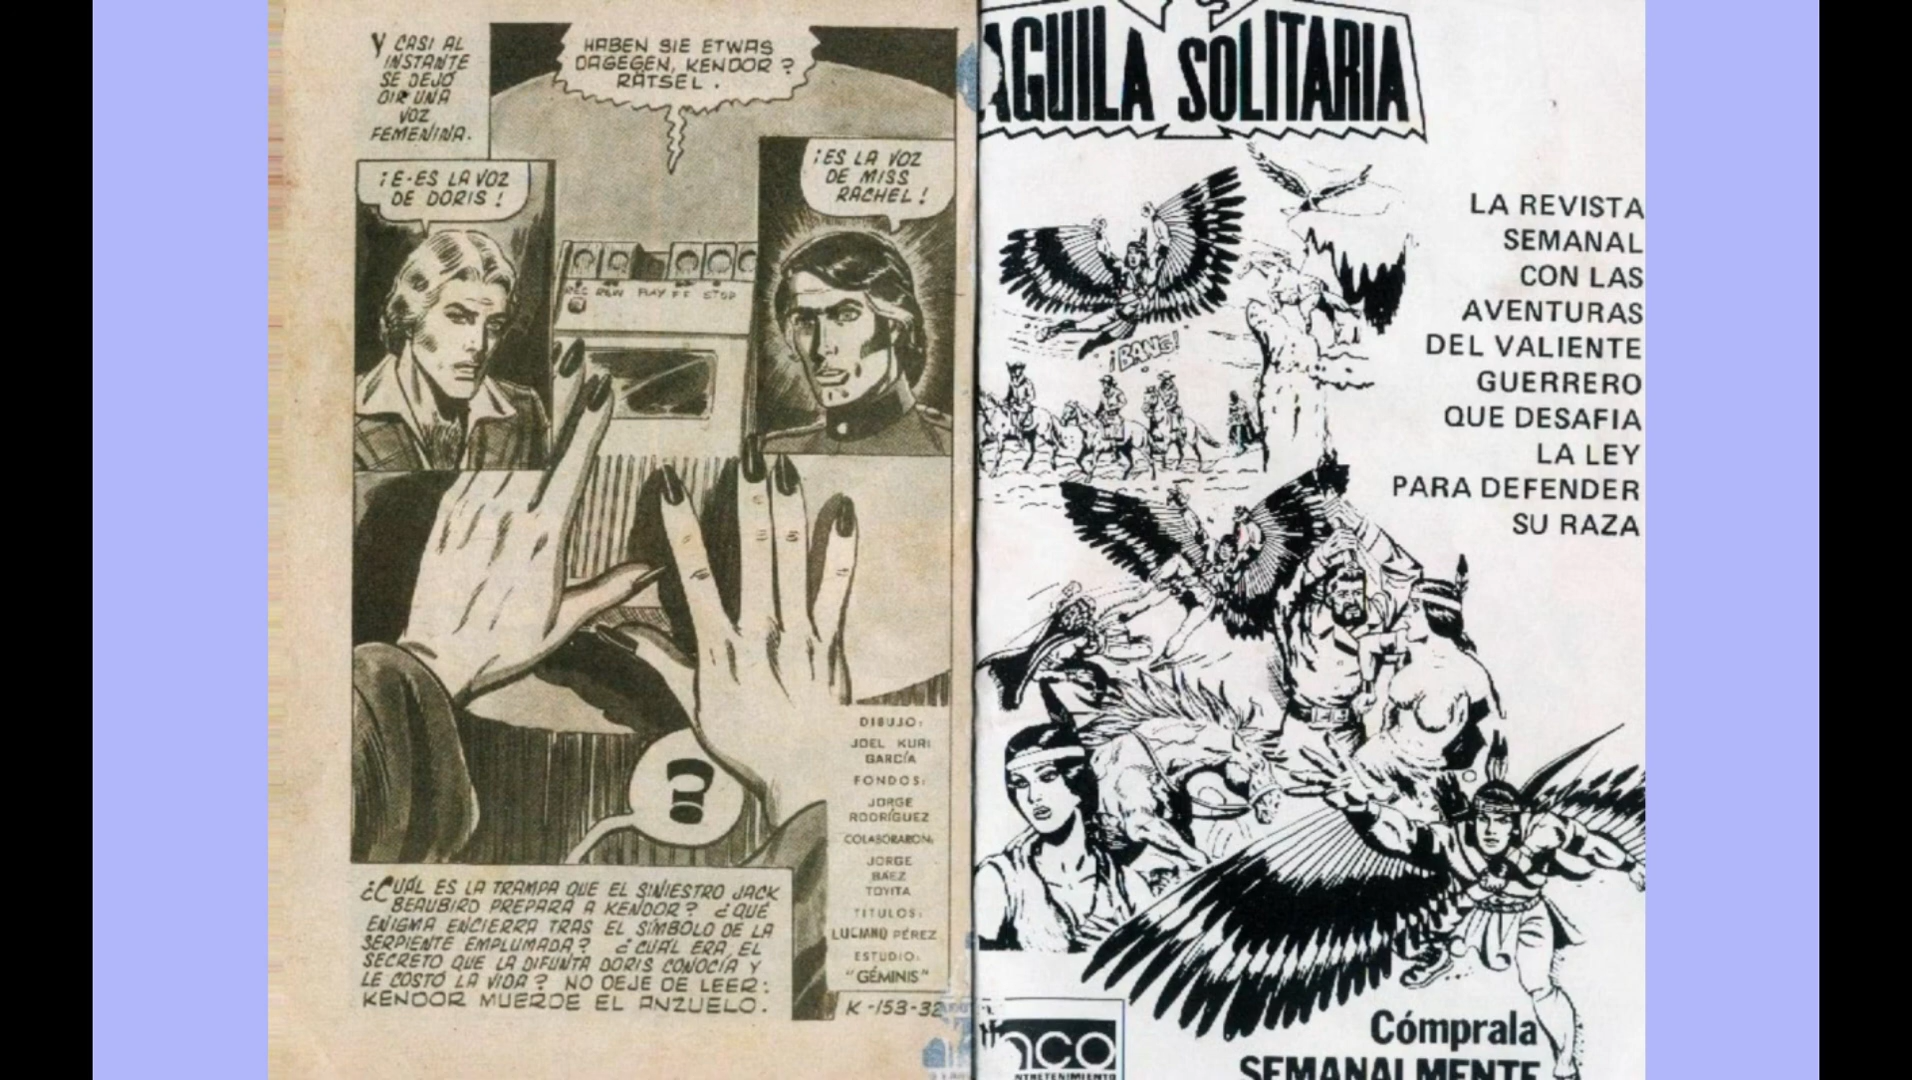 Y CASI AL
INSTANTE
SE DEJÓ
OIR UNA
VOZ
FEMENINA.
HABEN SIE ETWAS
DAGEGEN, KENDOR?
RÄTSEL.
¡E-ES LA VOZ
DE DORIS!
¡ES LA VOZ
DE MISS
RACHEL!
REC REW PLAY FF STOP
?
DIBUJO:
JOEL KURI
GARCÍA
FONDOS:
JORGE
RODRÍGUEZ
COLABORARON:
JORGE
BÁEZ
TOYITA
TITULOS:
LUCIANO PÉREZ
ESTUDIO:
"GÉMINIS"
¿CUÁL ES LA TRAMPA QUE EL SINIESTRO JACK
BEAUBIRD PREPARA A KENDOR? ¿QUÉ
ENIGMA ENCIERRA TRAS EL SÍMBOLO DE LA
SERPIENTE EMPLUMADA? ¿CUAL ERA, EL
SECRETO QUE LA DIFUNTA DORIS CONOCÍA Y
LE COSTÓ LA VIDA? NO DEJE DE LEER:
KENDOR MUERDE EL ANZUELO.
K-153-32
AGUILA SOLITARIA
LA REVISTA
SEMANAL
CON LAS
AVENTURAS
DEL VALIENTE
GUERRERO
QUE DESAFIA
LA LEY
PARA DEFENDER
SU RAZA
¡BANG!
Cómprala
SEMANALMENTE
nco
ENTRETENIMIENTO